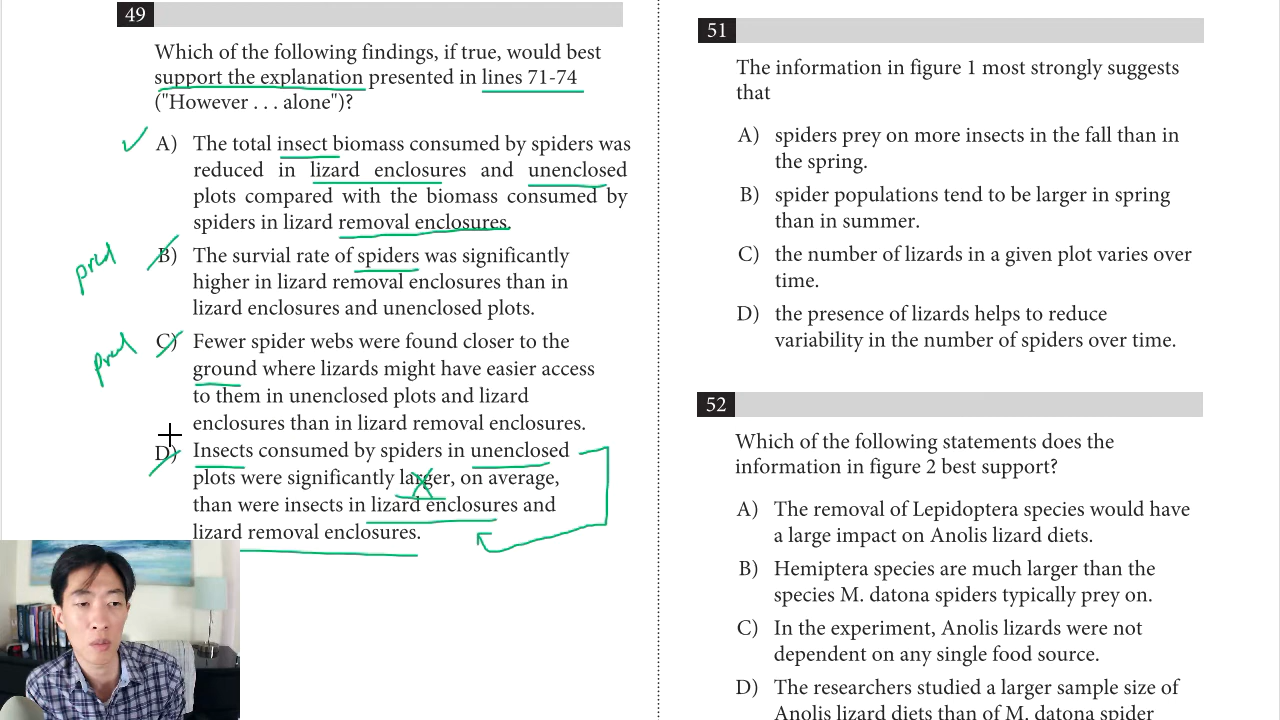 49
Which of the following findings, if true, would best
support the explanation presented in lines 71-74
("However . . . alone")?
A) The total insect biomass consumed by spiders was
reduced in lizard enclosures and unenclosed
plots compared with the biomass consumed by
spiders in lizard removal enclosures.
pred
B) The survial rate of spiders was significantly
higher in lizard removal enclosures than in
lizard enclosures and unenclosed plots.
pred
C) Fewer spider webs were found closer to the
ground where lizards might have easier access
to them in unenclosed plots and lizard
enclosures than in lizard removal enclosures.
D) Insects consumed by spiders in unenclosed
plots were significantly larger, on average,
than were insects in lizard enclosures and
lizard removal enclosures.
51
The information in figure 1 most strongly suggests
that
A) spiders prey on more insects in the fall than in
the spring.
B) spider populations tend to be larger in spring
than in summer.
C) the number of lizards in a given plot varies over
time.
D) the presence of lizards helps to reduce
variability in the number of spiders over time.
52
Which of the following statements does the
information in figure 2 best support?
A) The removal of Lepidoptera species would have
a large impact on Anolis lizard diets.
B) Hemiptera species are much larger than the
species M. datona spiders typically prey on.
C) In the experiment, Anolis lizards were not
dependent on any single food source.
D) The researchers studied a larger sample size of
Anolis lizard diets than of M. datona spider